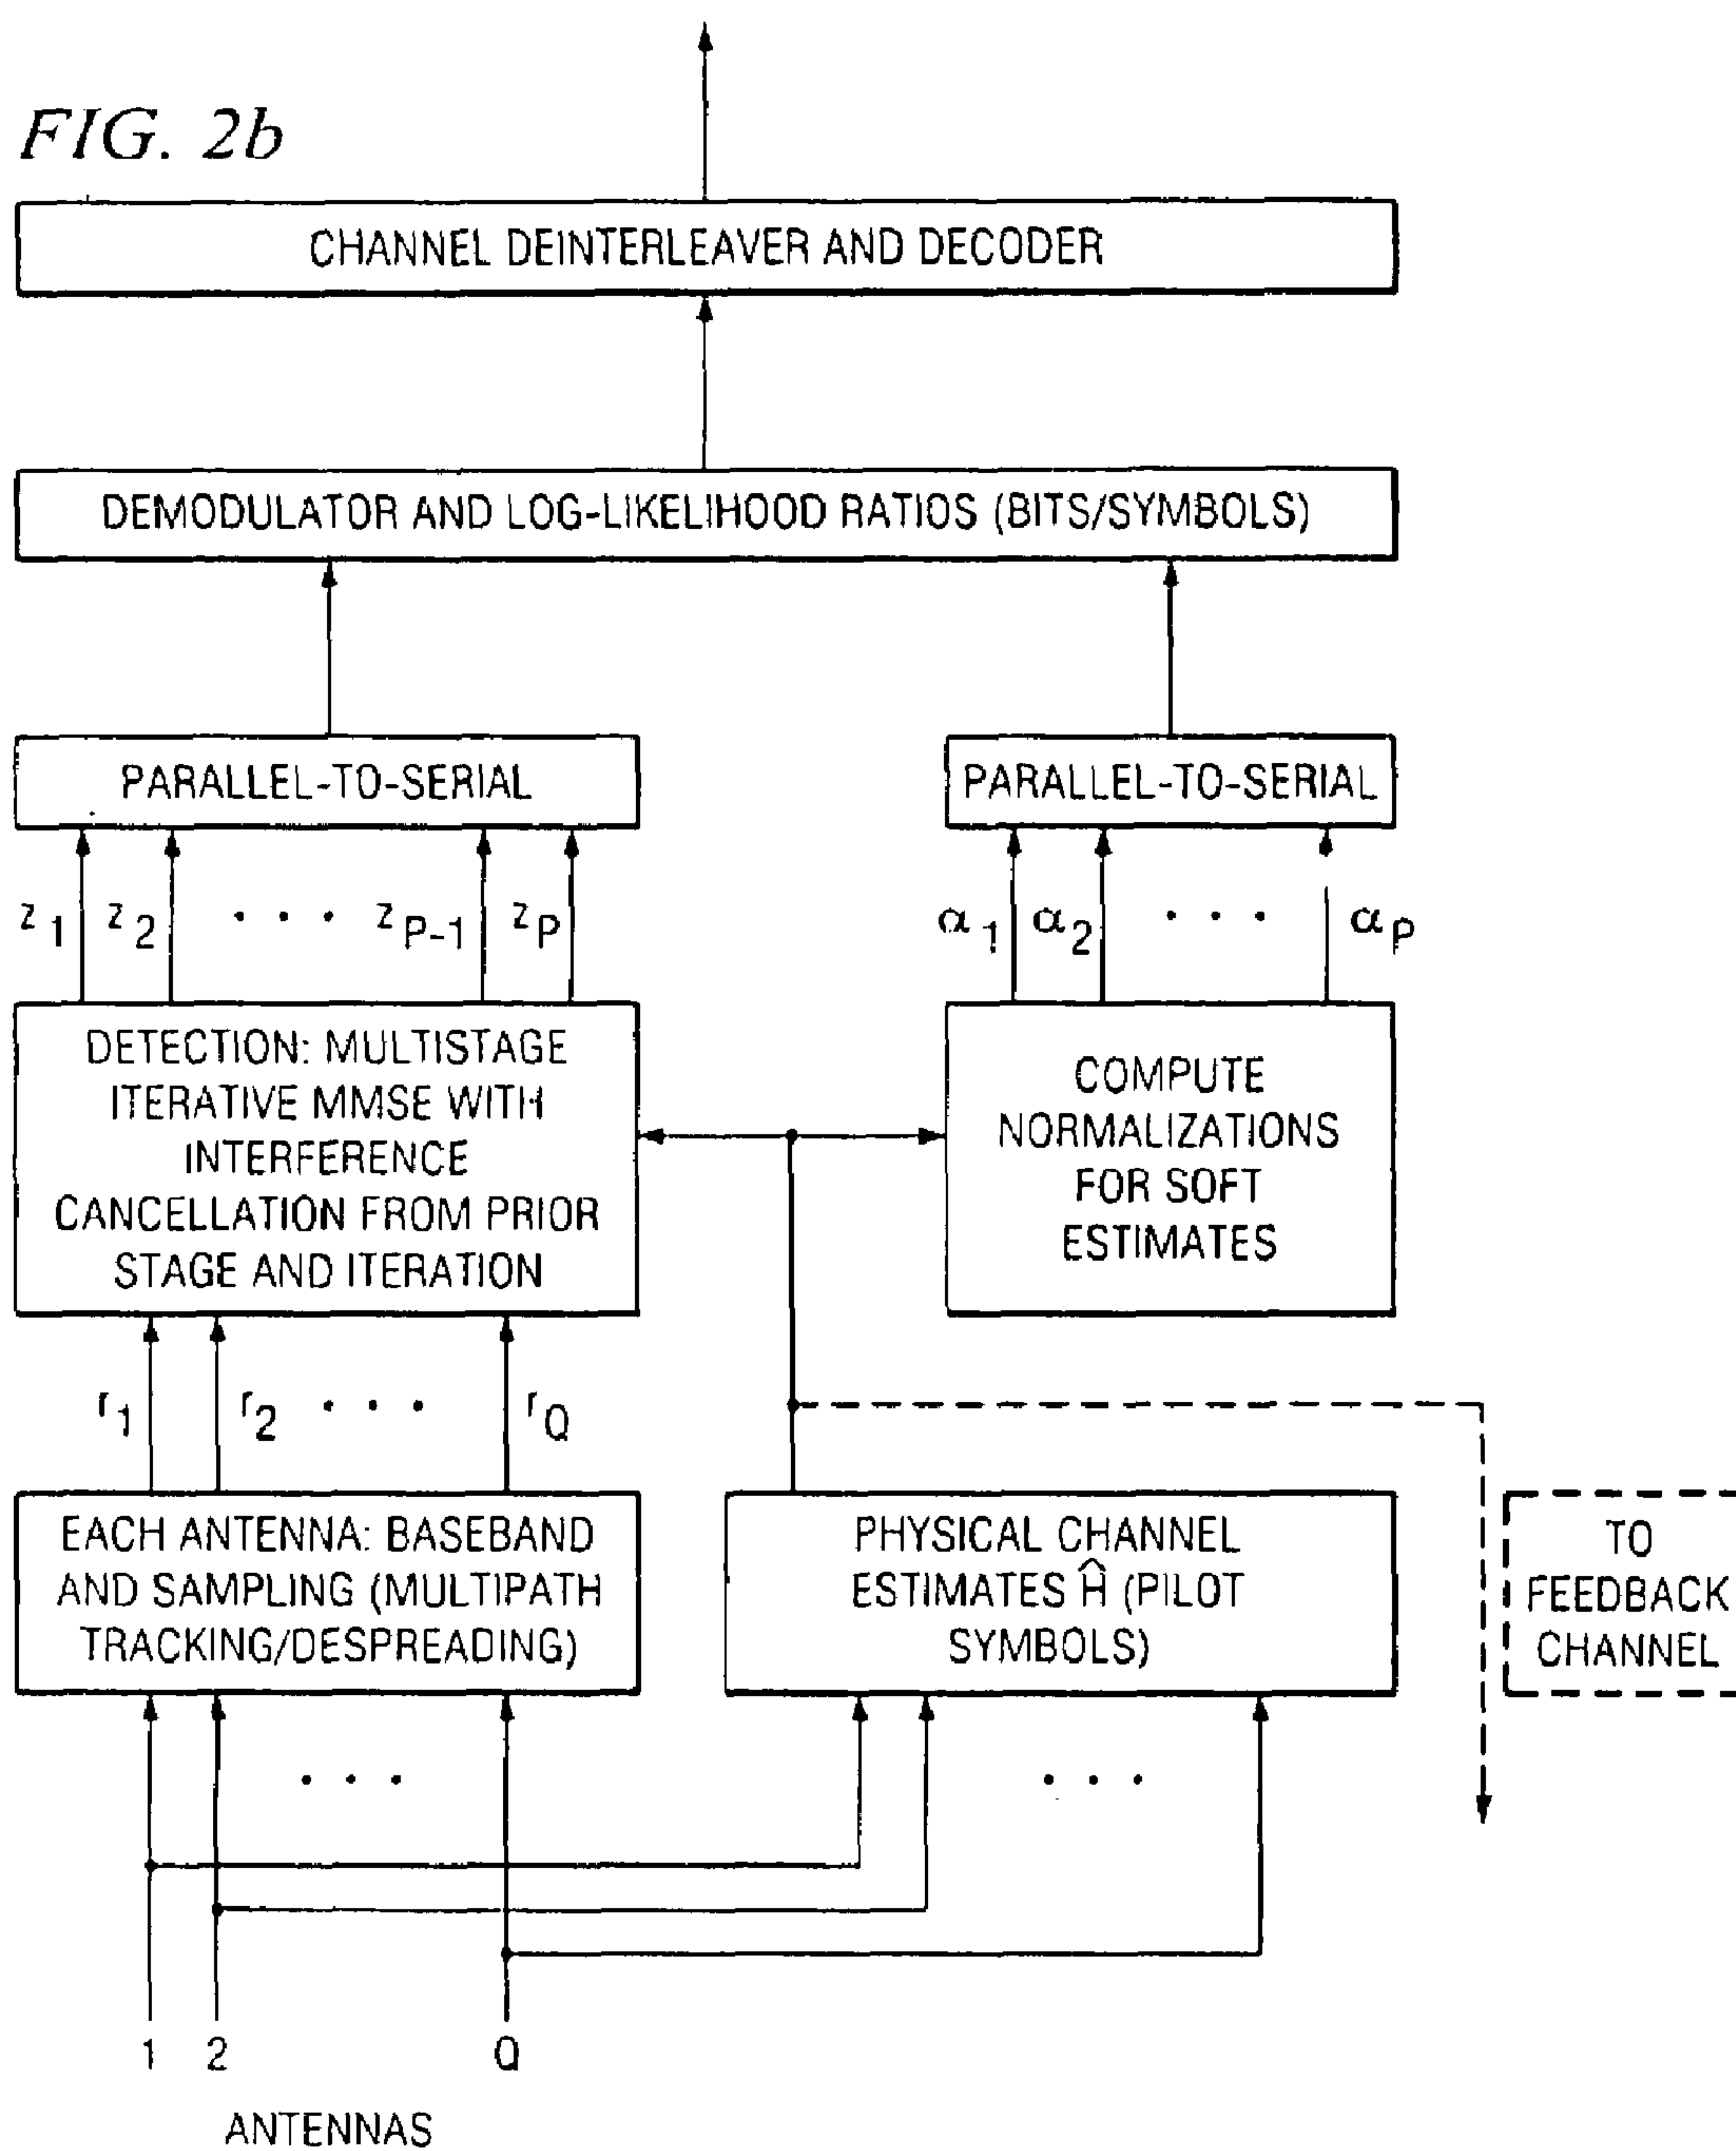 FIG. 2b
CHANNEL DEINTERLEAVER AND DECODER
DEMODULATOR AND LOG-LIKELIHOOD RATIOS (BITS/SYMBOLS)
PARALLEL-TO-SERIAL
PARALLEL-TO-SERIAL
z1 z2 · · · zP-1 zP
α1 α2 · · · αP
DETECTION: MULTISTAGE
ITERATIVE MMSE WITH
INTERFERENCE
CANCELLATION FROM PRIOR
STAGE AND ITERATION
COMPUTE
NORMALIZATIONS
FOR SOFT
ESTIMATES
r1 r2 · · · rQ
EACH ANTENNA: BASEBAND
AND SAMPLING (MULTIPATH
TRACKING/DESPREADING)
PHYSICAL CHANNEL
ESTIMATES Ĥ (PILOT
SYMBOLS)
TO
FEEDBACK
CHANNEL
· · ·
· · ·
1 2 Q
ANTENNAS